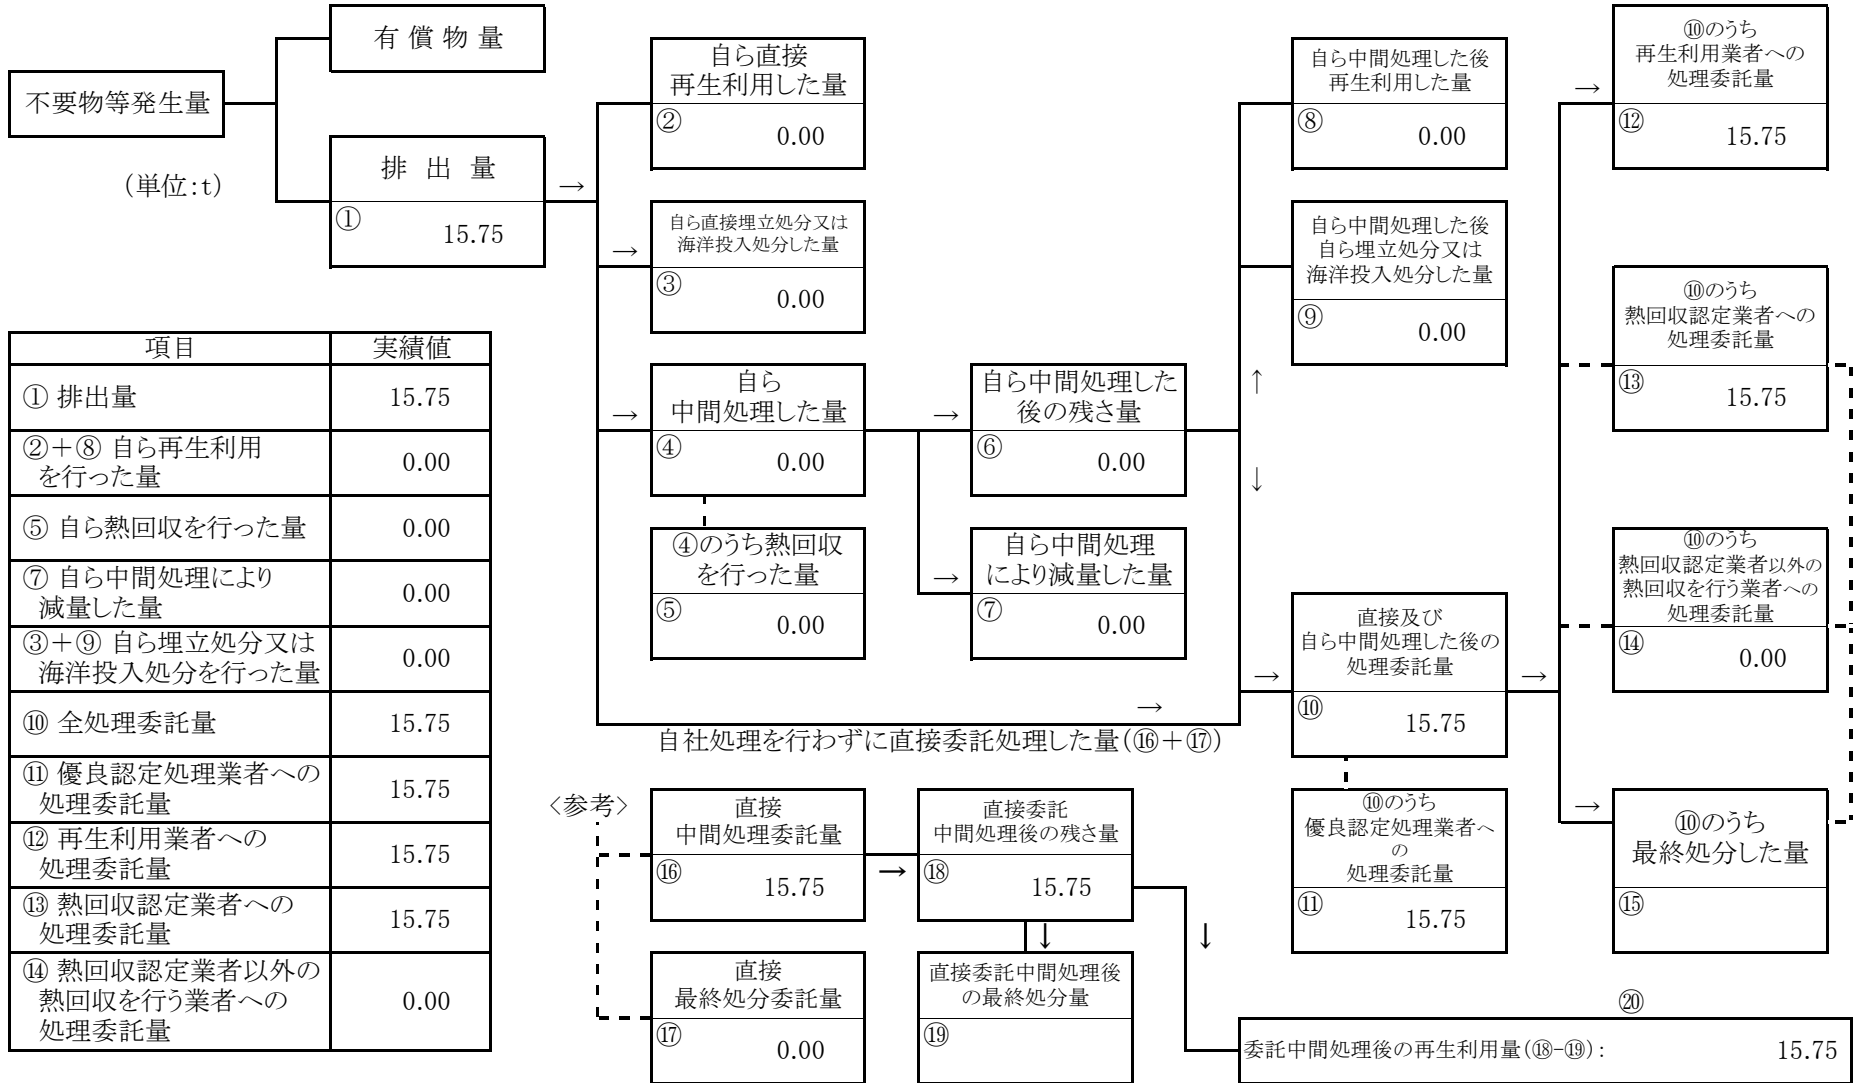 有 償 物 量
不要物等発生量
排 出 量
①
15.75
(単位:t)
→
自ら直接
再生利用した量
②
0.00
→
自ら直接埋立処分又は
海洋投入処分した量
③
0.00
→
自ら
中間処理した量
④
0.00
④のうち熱回収
を行った量
⑤
0.00
→
自ら中間処理した
後の残さ量
⑥
0.00
→
自ら中間処理
により減量した量
⑦
0.00
↑
↓
自ら中間処理した後
再生利用した量
⑧
0.00
自ら中間処理した後
自ら埋立処分又は
海洋投入処分した量
⑨
0.00
→
自社処理を行わずに直接委託処理した量(⑯+⑰)
→
直接及び
自ら中間処理した後の
処理委託量
⑩
15.75
→
⑩のうち
優良認定処理業者へ
の
処理委託量
⑪
15.75
→
⑩のうち
再生利用業者への
処理委託量
⑫
15.75
⑩のうち
熱回収認定業者への
処理委託量
⑬
15.75
⑩のうち
熱回収認定業者以外の
熱回収を行う業者への
処理委託量
⑭
0.00
→
⑩のうち
最終処分した量
⑮
項目 実績値
① 排出量 15.75
②+⑧ 自ら再生利用
を行った量 0.00
⑤ 自ら熱回収を行った量 0.00
⑦ 自ら中間処理により
減量した量 0.00
③+⑨ 自ら埋立処分又は
海洋投入処分を行った量 0.00
⑩ 全処理委託量 15.75
⑪ 優良認定処理業者への
処理委託量 15.75
⑫ 再生利用業者への
処理委託量 15.75
⑬ 熱回収認定業者への
処理委託量 15.75
⑭ 熱回収認定業者以外の
熱回収を行う業者への
処理委託量 0.00
<参考>
直接
中間処理委託量
⑯
15.75
→
直接委託
中間処理後の残さ量
⑱
15.75
↓
↓
直接
最終処分委託量
⑰
0.00
直接委託中間処理後
の最終処分量
⑲
⑳
委託中間処理後の再生利用量(⑱-⑲): 15.75